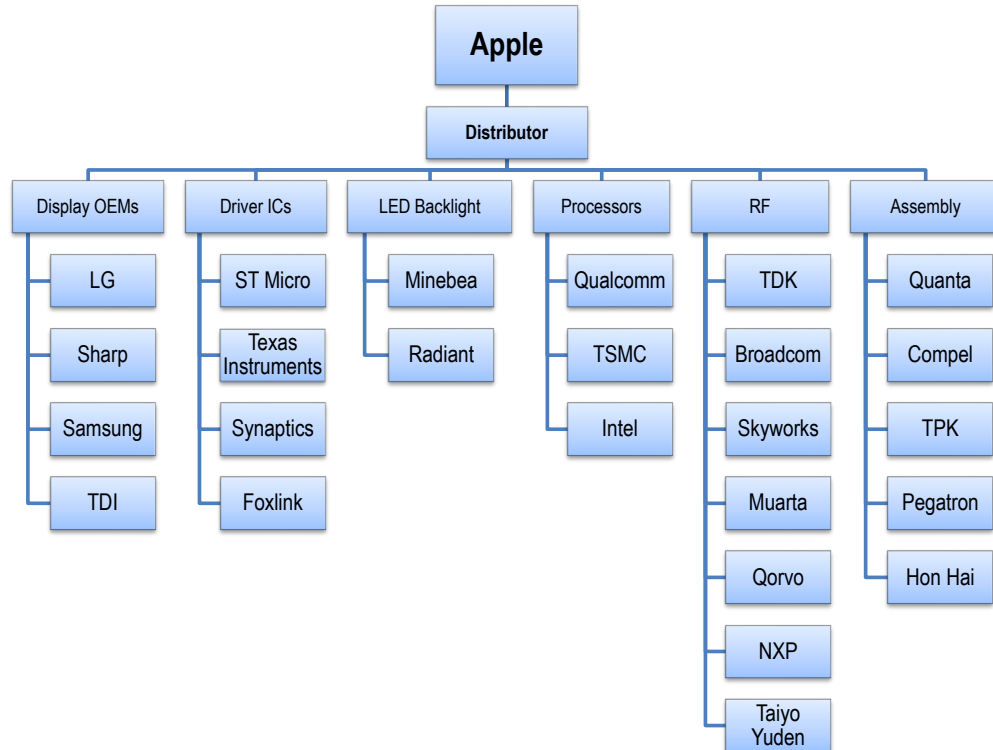 Apple
Distributor
Display OEMs
Driver ICs
LED Backlight
Processors
RF
Assembly
LG
Sharp
Samsung
TDI
ST Micro
Texas
Instruments
Synaptics
Foxlink
Minebea
Radiant
Qualcomm
TSMC
Intel
TDK
Broadcom
Skyworks
Muarta
Qorvo
NXP
Taiyo
Yuden
Quanta
Compel
TPK
Pegatron
Hon Hai